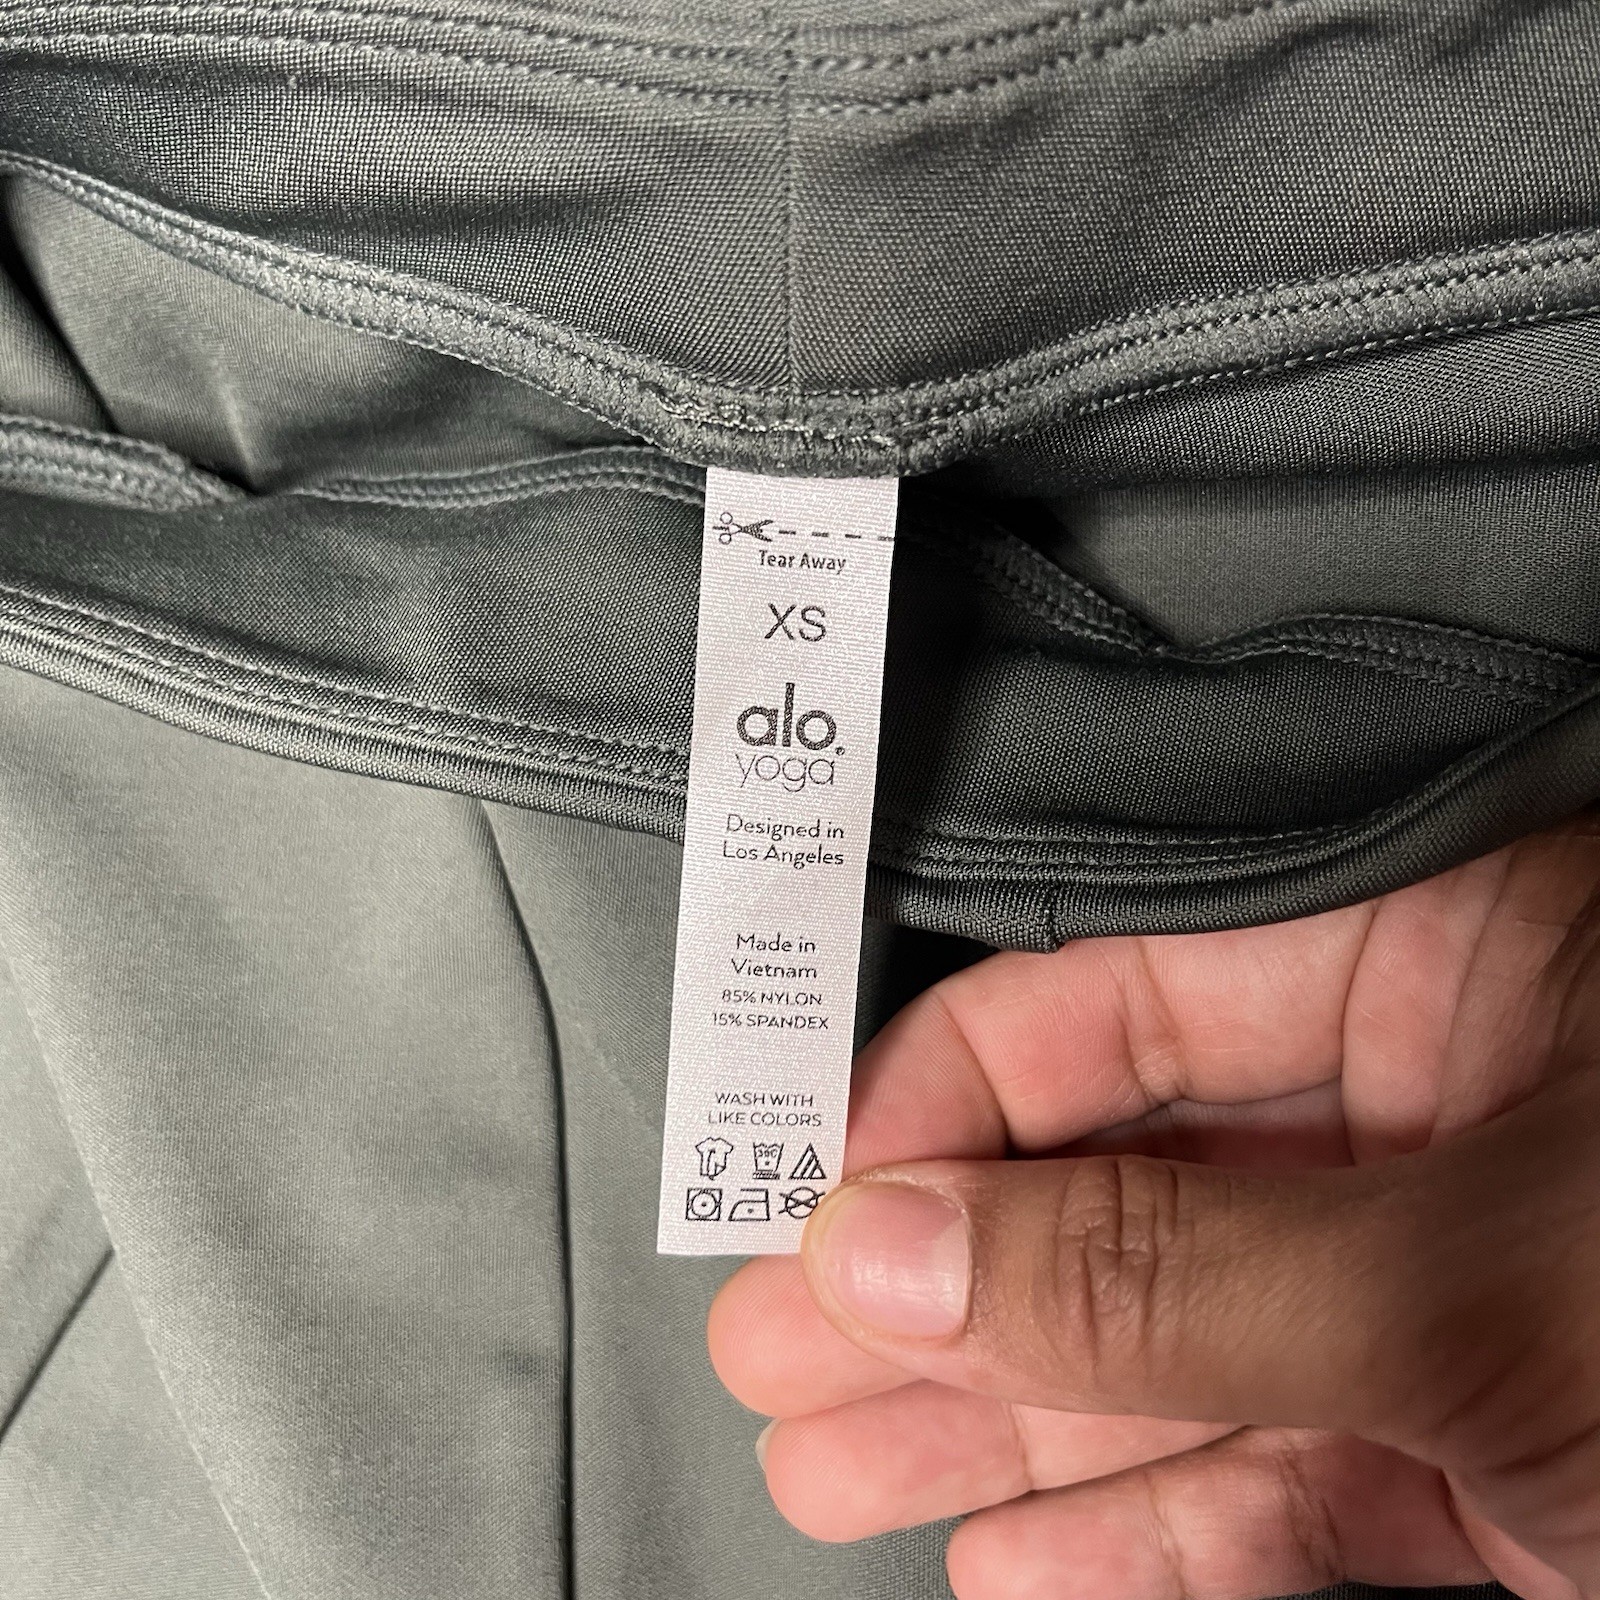 Tear Away
XS
alo.
yoga
Designed in
Los Angeles
Made in
Vietnam
85% NYLON
15% SPANDEX
WASH WITH
LIKE COLORS
30C